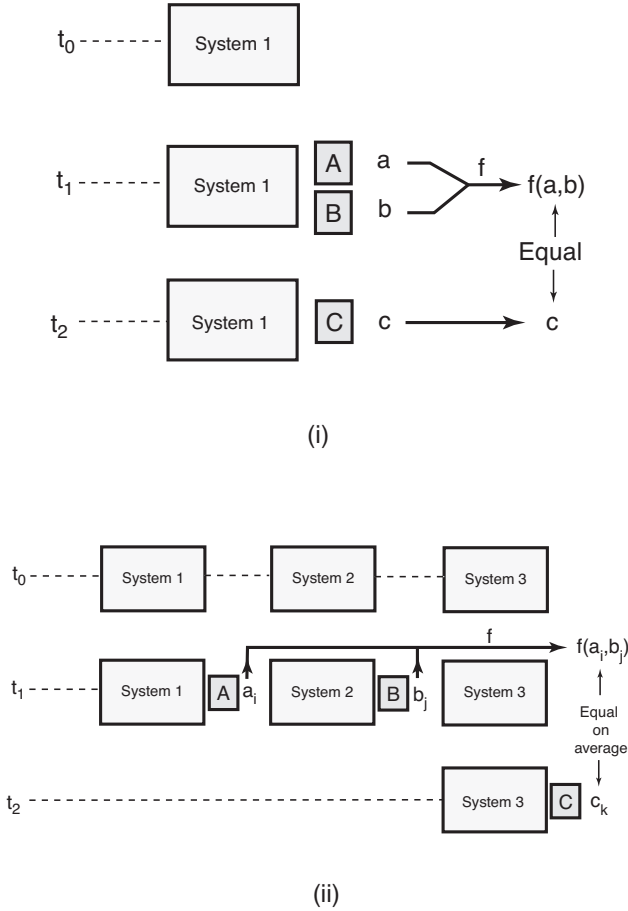 t0 System 1
t1 System 1 A a f f(a,b)
B b
Equal
t2 System 1 C c c
(i)
t0 System 1 System 2 System 3
f f(ai,bj)
t1 System 1 A ai System 2 B bj System 3
Equal
on
average
t2 System 3 C ck
(ii)